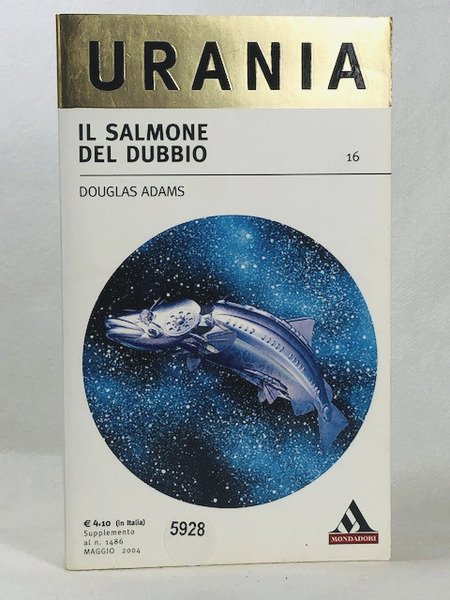 URANIA
IL SALMONE
DEL DUBBIO
16
DOUGLAS ADAMS
€ 4,10 (in Italia)
Supplemento
al n. 1486
MAGGIO 2004
5928
MONDADORI